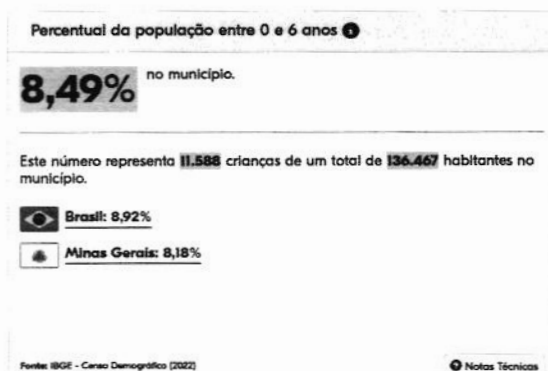 Percentual da população entre 0 e 6 anos
8,49% no município.
Este número representa 11.588 crianças de um total de 136.467 habitantes no
município.
Brasil: 8,92%
Minas Gerais: 8,18%
Fonte: IBGE - Censo Demográfico (2022)
Notas Técnicas